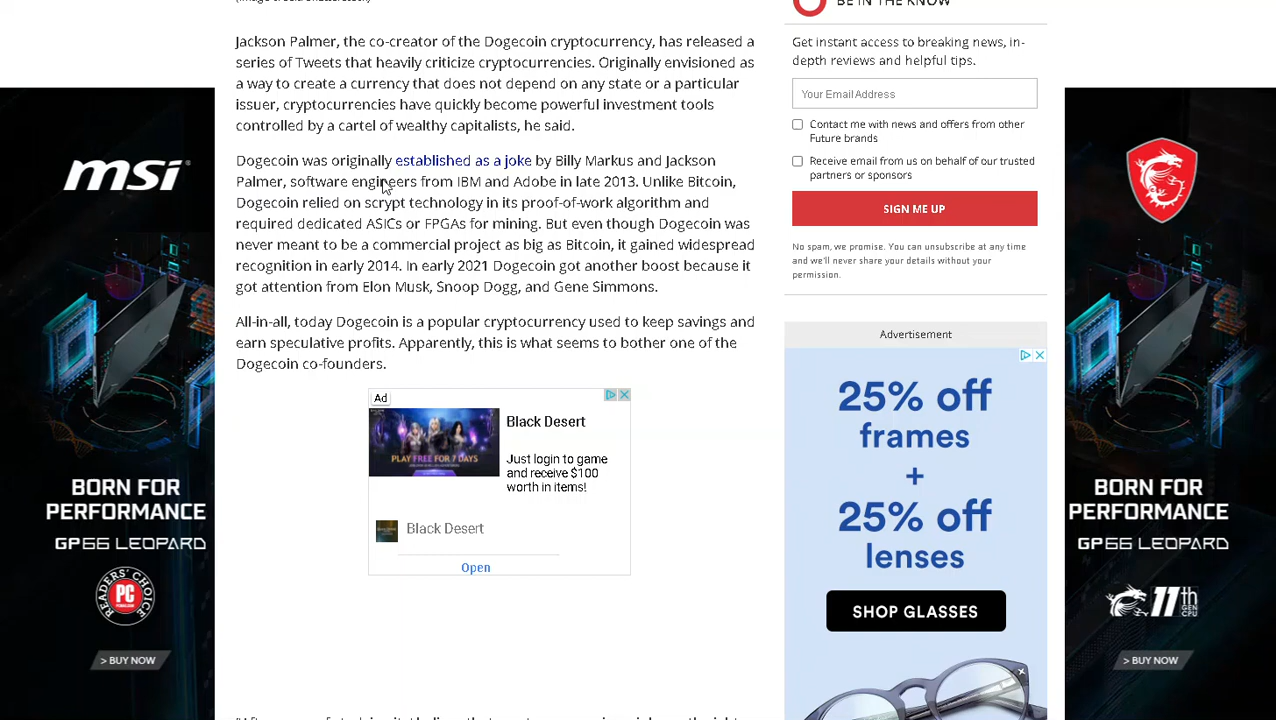 BE IN THE KNOW
Jackson Palmer, the co-creator of the Dogecoin cryptocurrency, has released a
series of Tweets that heavily criticize cryptocurrencies. Originally envisioned as
a way to create a currency that does not depend on any state or a particular
issuer, cryptocurrencies have quickly become powerful investment tools
controlled by a cartel of wealthy capitalists, he said.
Dogecoin was originally established as a joke by Billy Markus and Jackson
Palmer, software engineers from IBM and Adobe in late 2013. Unlike Bitcoin,
Dogecoin relied on scrypt technology in its proof-of-work algorithm and
required dedicated ASICs or FPGAs for mining. But even though Dogecoin was
never meant to be a commercial project as big as Bitcoin, it gained widespread
recognition in early 2014. In early 2021 Dogecoin got another boost because it
got attention from Elon Musk, Snoop Dogg, and Gene Simmons.
All-in-all, today Dogecoin is a popular cryptocurrency used to keep savings and
earn speculative profits. Apparently, this is what seems to bother one of the
Dogecoin co-founders.
Ad
PLAY FREE FOR 7 DAYS
Black Desert
Just login to game
and receive $100
worth in items!
Black Desert
Open
Get instant access to breaking news, in-
depth reviews and helpful tips.
Your Email Address
Contact me with news and offers from other
Future brands
Receive email from us on behalf of our trusted
partners or sponsors
SIGN ME UP
No spam, we promise. You can unsubscribe at any time
and we'll never share your details without your
permission.
Advertisement
25% off
frames
+
25% off
lenses
SHOP GLASSES
msi
BORN FOR
PERFORMANCE
GP66 LEOPARD
READERS'
PC
CHOICE
> BUY NOW
BORN FOR
PERFORMANCE
GP66 LEOPARD
11th
GEN
CPU
> BUY NOW